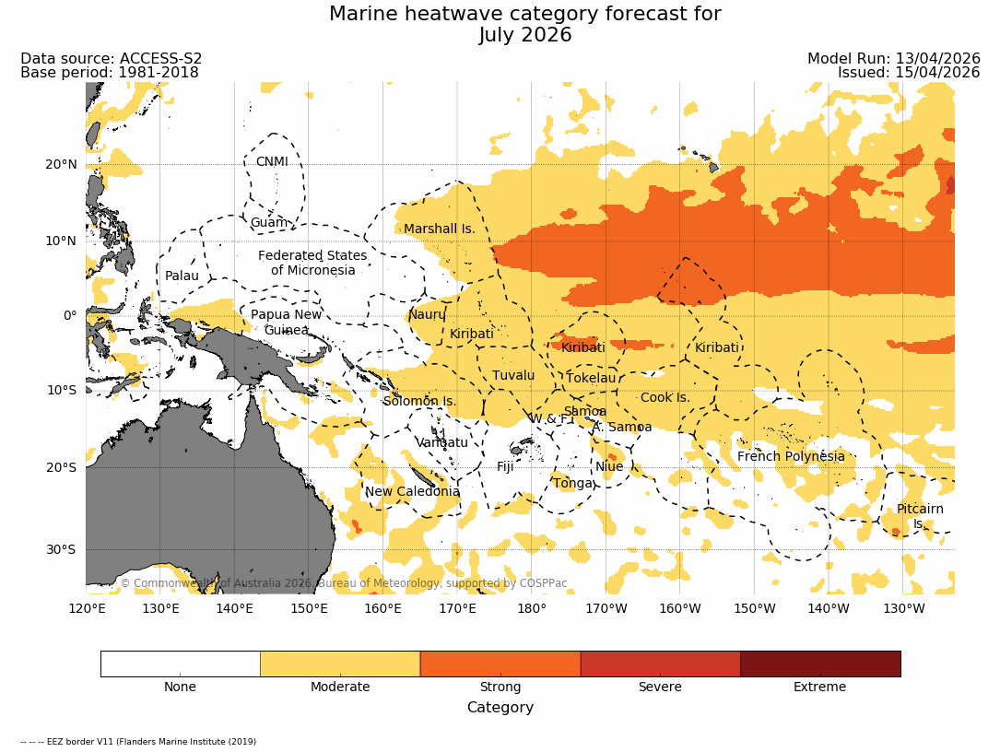 Marine heatwave category forecast for
July 2026
Data source: ACCESS-S2
Base period: 1981-2018
Model Run: 13/04/2026
Issued: 15/04/2026
20°N
10°N
0°
10°S
20°S
30°S
CNMI
Guam
Marshall Is.
Federated States
of Micronesia
Palau
Papua New
Guinea
Nauru
Kiribati
Kiribati
Kiribati
Tuvalu
Tokelau
Cook Is.
Solomon Is.
Samoa
W & F
A. Samoa
Vanuatu
French Polynesia
Fiji
Niue
Tonga
New Caledonia
Pitcairn
Is.
© Commonwealth of Australia 2026, Bureau of Meteorology, supported by COSPPac
120°E 130°E 140°E 150°E 160°E 170°E 180° 170°W 160°W 150°W 140°W 130°W
None Moderate Strong Severe Extreme
Category
-- -- -- EEZ border V11 (Flanders Marine Institute (2019)